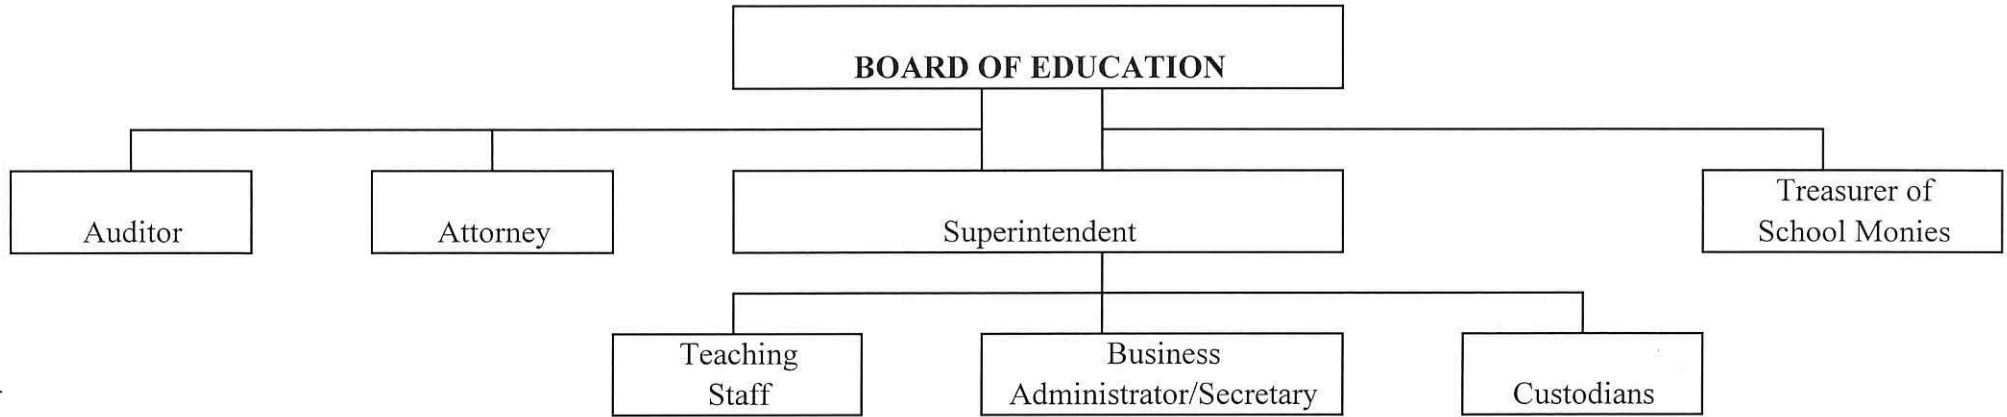 BOARD OF EDUCATION
Auditor
Attorney
Superintendent
Treasurer of
School Monies
Teaching
Staff
Business
Administrator/Secretary
Custodians